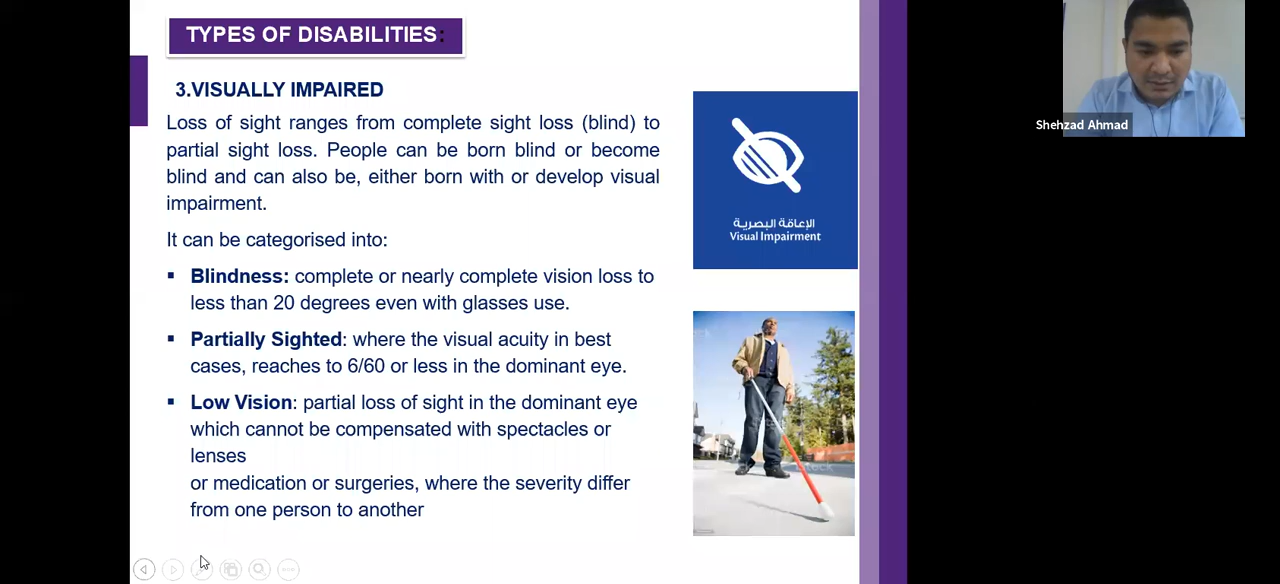 TYPES OF DISABILITIES:
3.VISUALLY IMPAIRED
Loss of sight ranges from complete sight loss (blind) to
partial sight loss. People can be born blind or become
blind and can also be, either born with or develop visual
impairment.
It can be categorised into:
▪ Blindness: complete or nearly complete vision loss to
less than 20 degrees even with glasses use.
▪ Partially Sighted: where the visual acuity in best
cases, reaches to 6/60 or less in the dominant eye.
▪ Low Vision: partial loss of sight in the dominant eye
which cannot be compensated with spectacles or
lenses
or medication or surgeries, where the severity differ
from one person to another
الإعاقة البصرية
Visual Impairment
Shehzad Ahmad